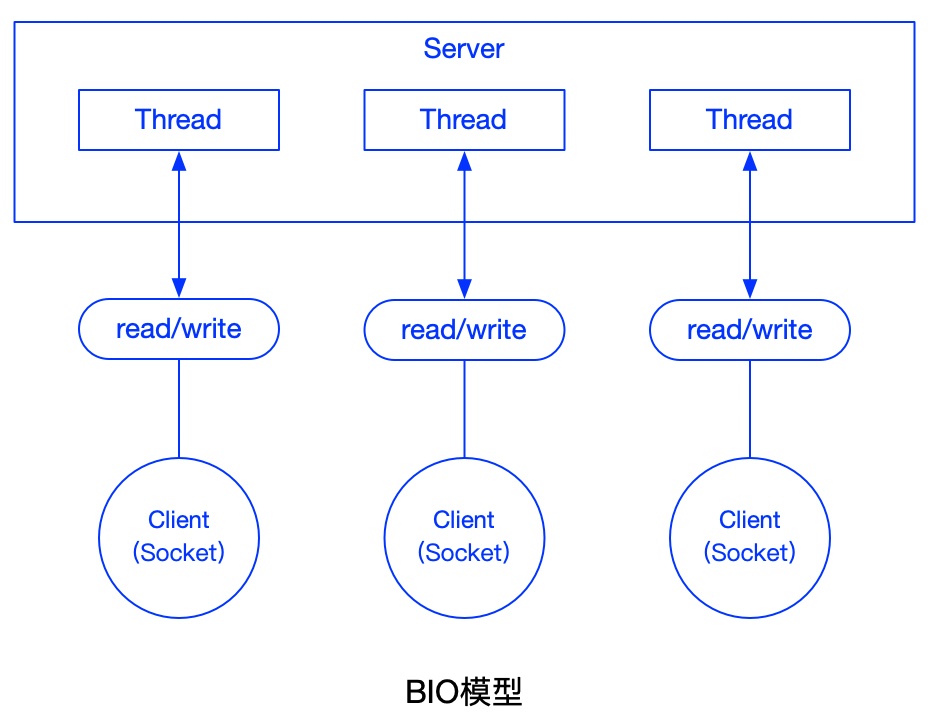 Server
Thread
Thread
Thread
read/write
read/write
read/write
Client
(Socket)
Client
(Socket)
Client
(Socket)
BIO模型